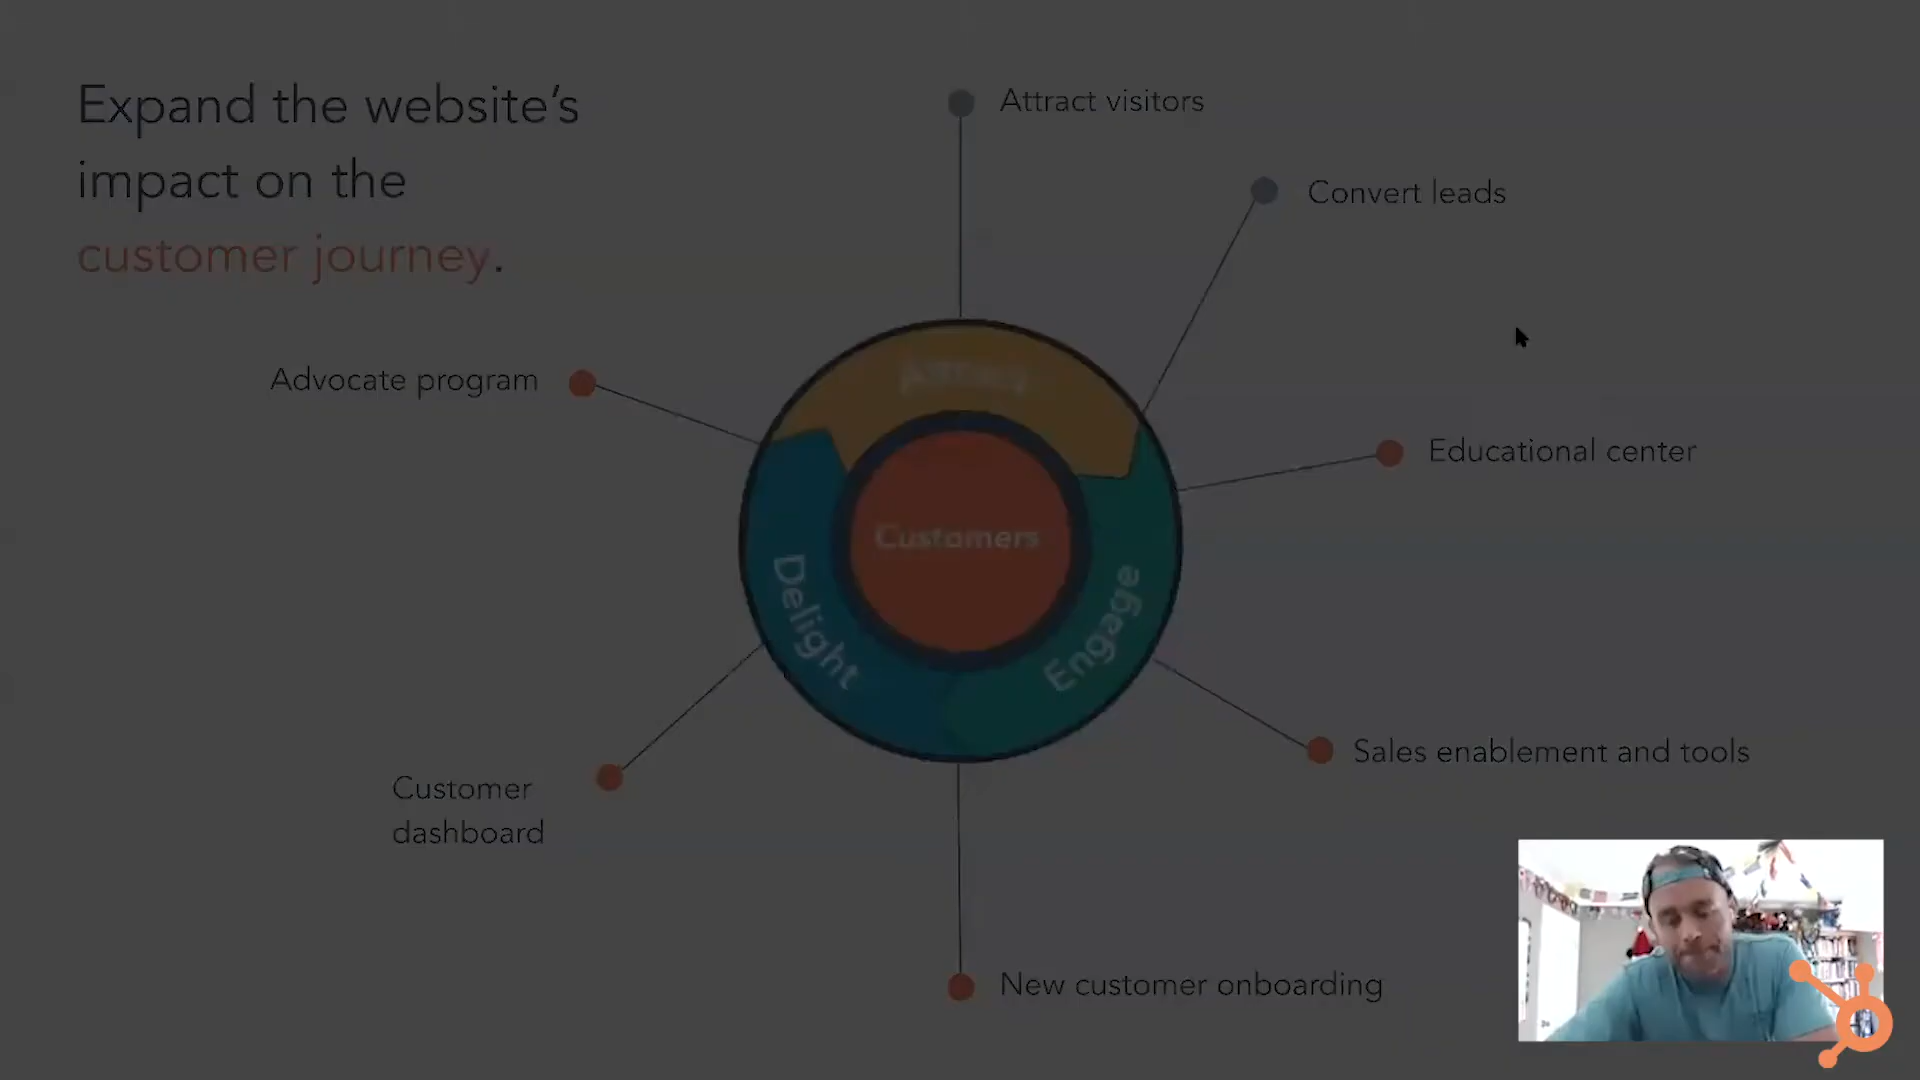 Expand the website’s
impact on the
customer journey.
Attract visitors
Convert leads
Advocate program
Attract
Educational center
Customers
Delight
Engage
Sales enablement and tools
Customer
dashboard
New customer onboarding